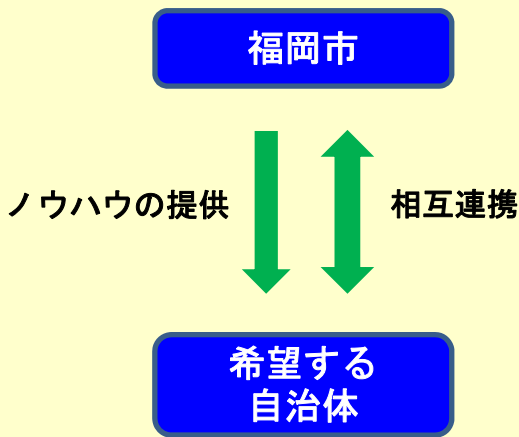 福岡市
ノウハウの提供
相互連携
希望する
自治体